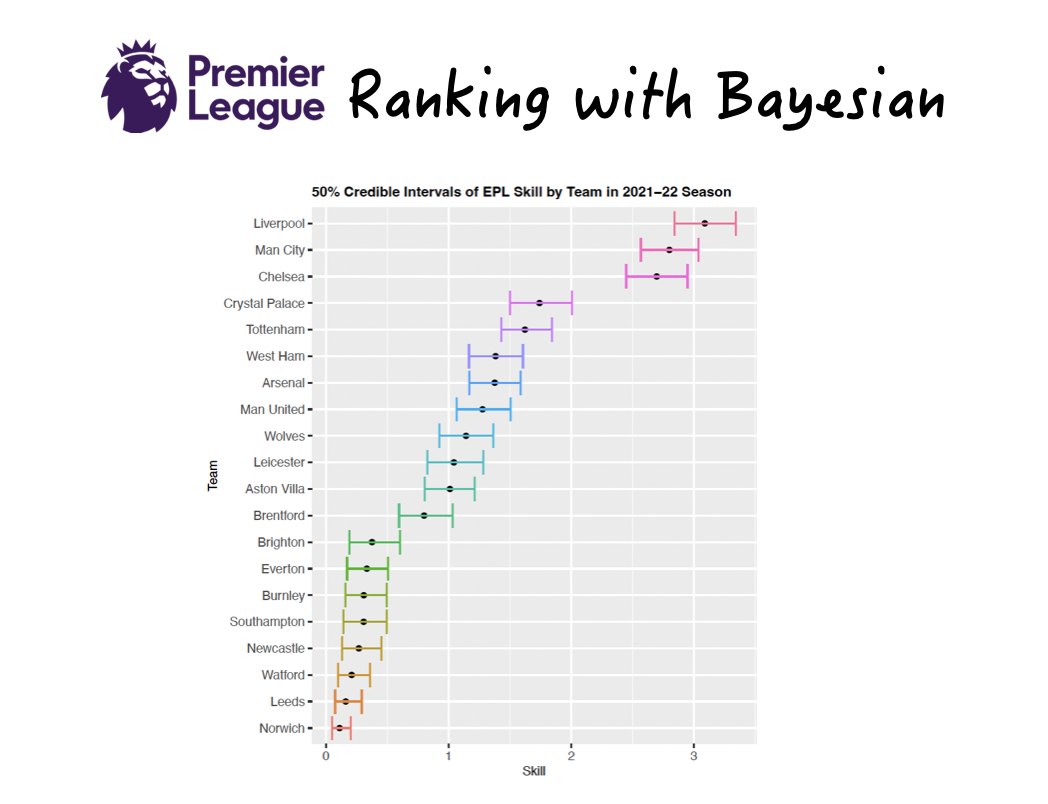 Premier
League
Ranking with Bayesian
50% Credible Intervals of EPL Skill by Team in 2021–22 Season
Liverpool
Man City
Chelsea
Crystal Palace
Tottenham
West Ham
Arsenal
Man United
Wolves
Leicester
Aston Villa
Brentford
Brighton
Everton
Burnley
Southampton
Newcastle
Watford
Leeds
Norwich
Team
0 1 2 3
Skill